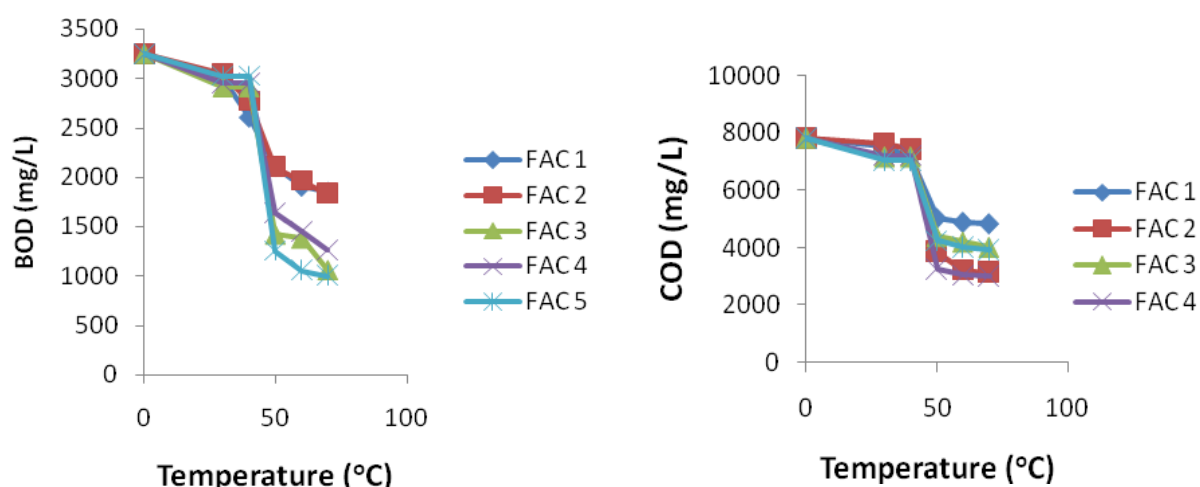 3500
3000
2500
2000
1500
1000
500
0
BOD (mg/L)
0 50 100
Temperature (°C)
FAC 1
FAC 2
FAC 3
FAC 4
FAC 5
10000
8000
6000
4000
2000
0
COD (mg/L)
0 50 100
Temperature (°C)
FAC 1
FAC 2
FAC 3
FAC 4